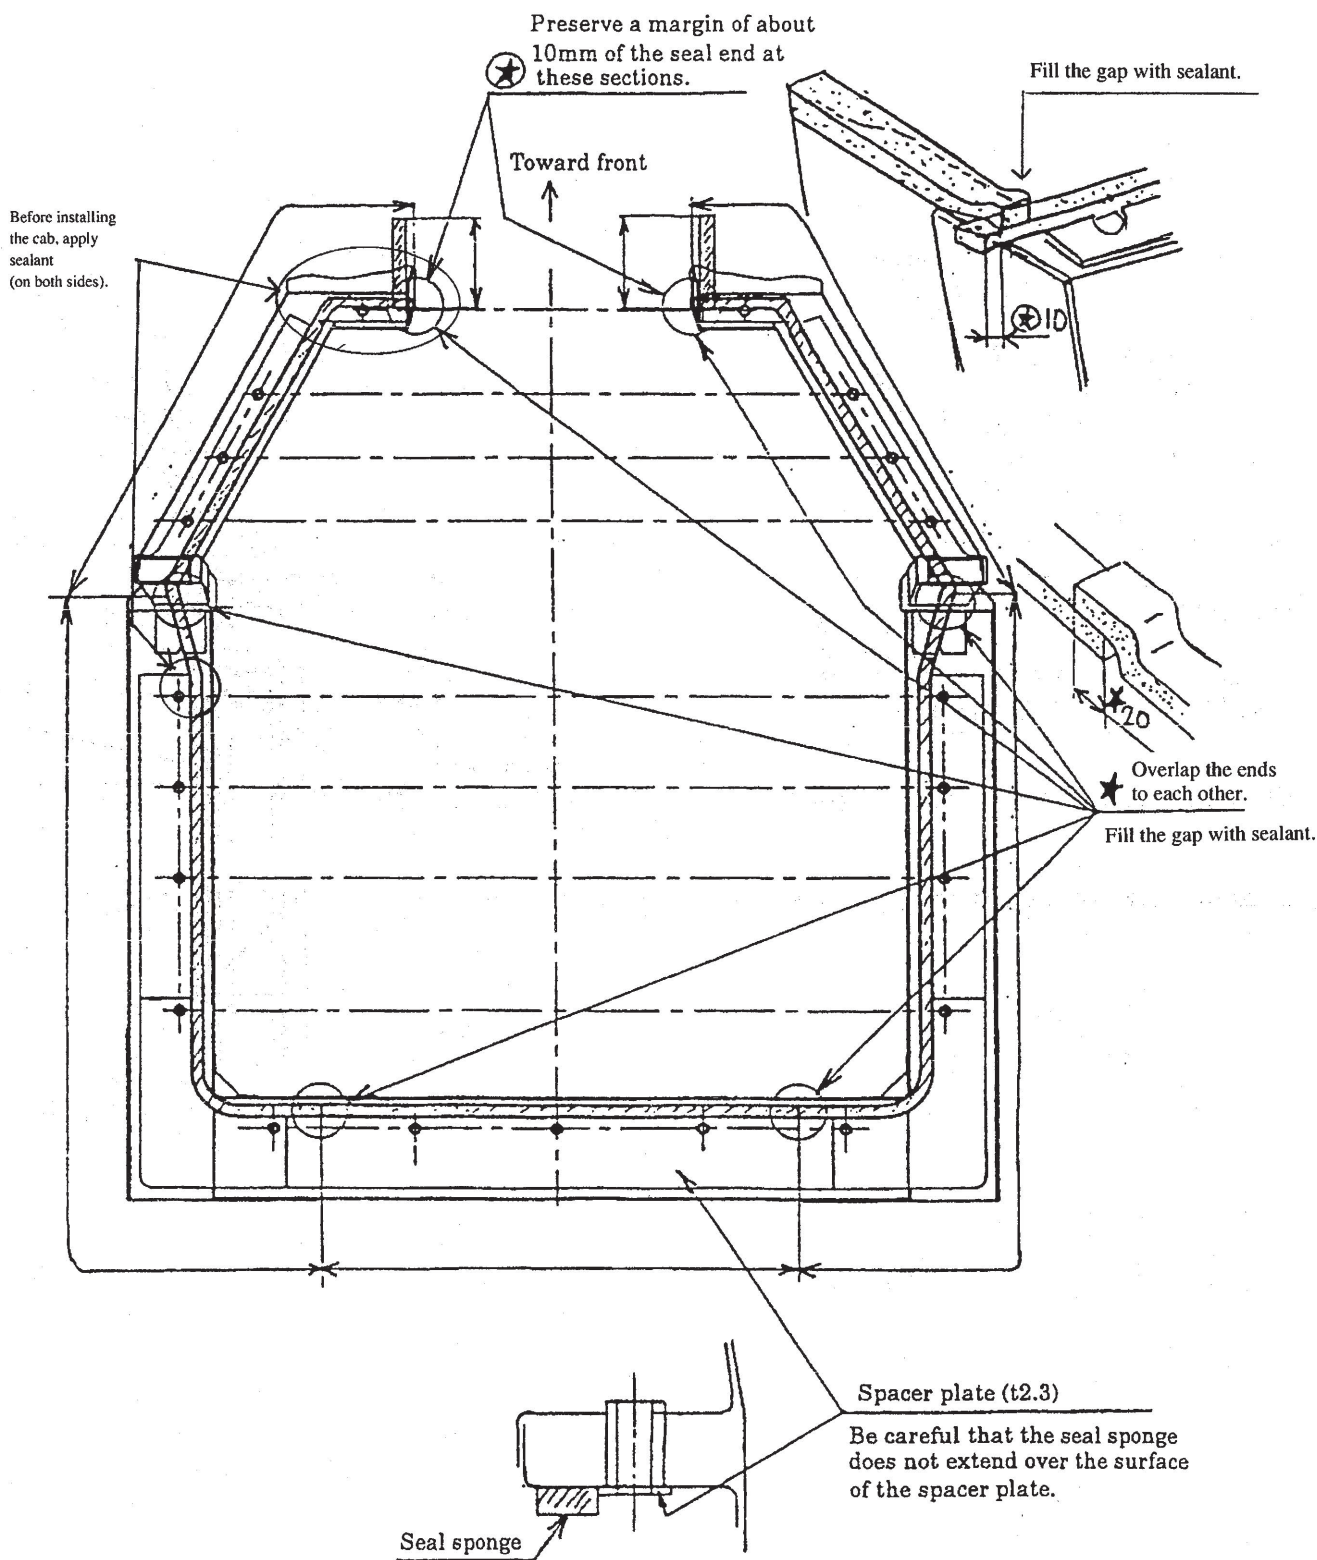 Preserve a margin of about
10mm of the seal end at
these sections.
Fill the gap with sealant.
Toward front
Before installing
the cab, apply
sealant
(on both sides).
10
20
Overlap the ends
to each other.
Fill the gap with sealant.
Spacer plate (t2.3)
Be careful that the seal sponge
does not extend over the surface
of the spacer plate.
Seal sponge